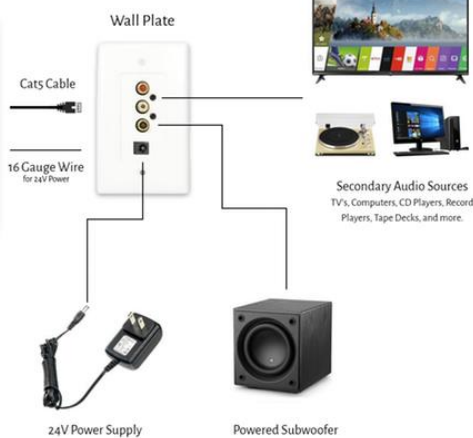 Wall Plate
Cat5 Cable
16 Gauge Wire
for 24V Power
Secondary Audio Sources
TV's, Computers, CD Players, Record
Players, Tape Decks, and more.
24V Power Supply
Powered Subwoofer